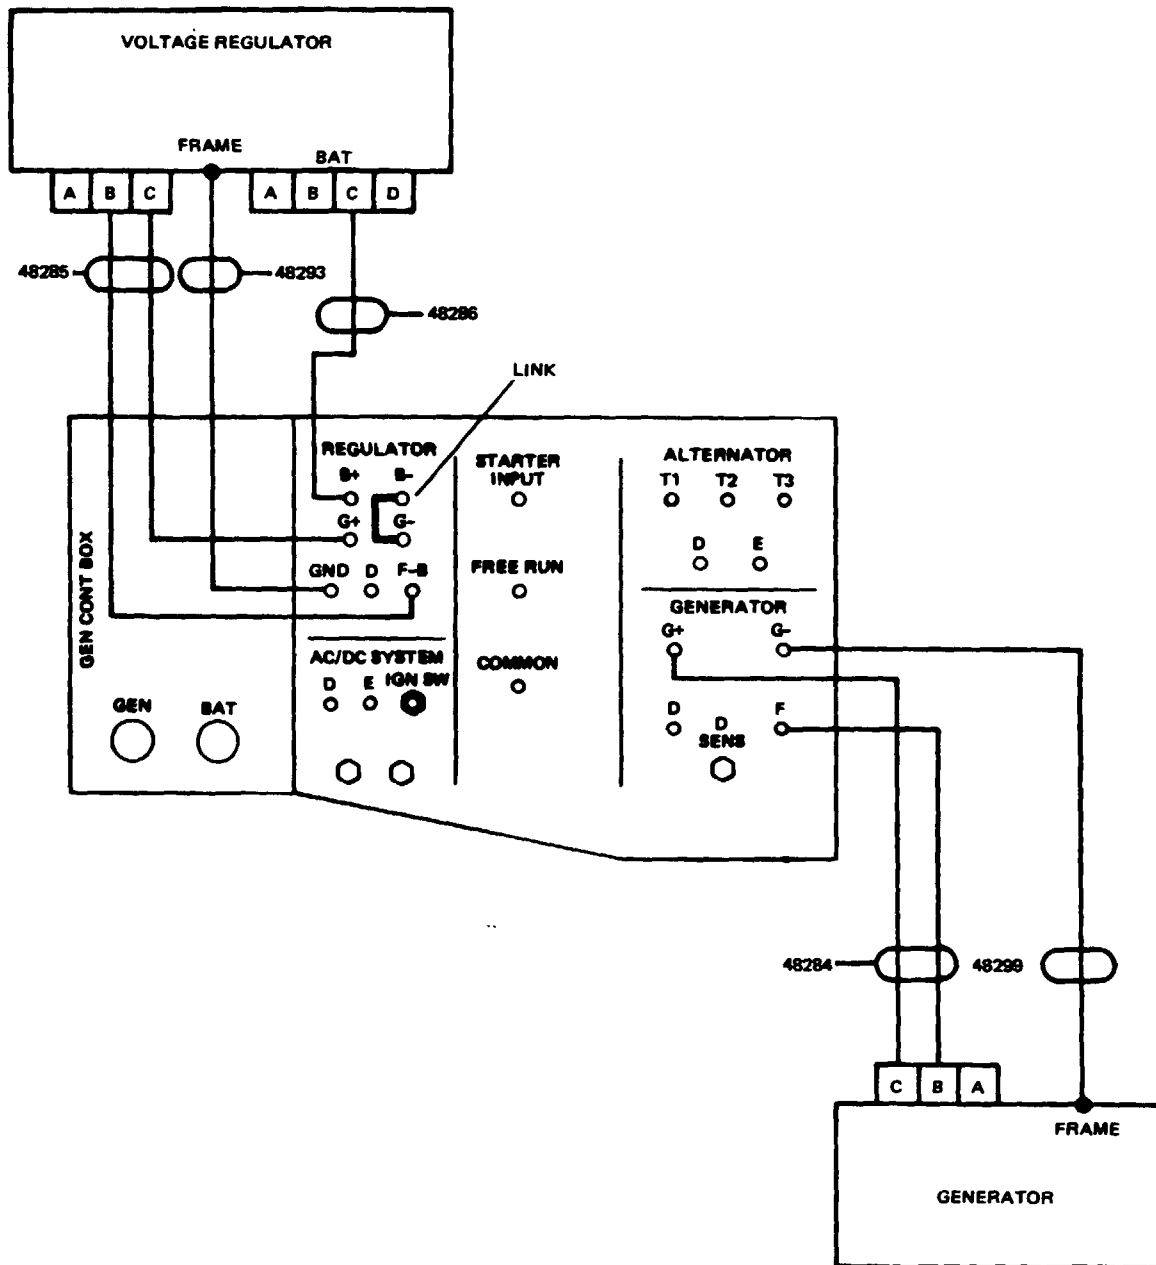 VOLTAGE REGULATOR
FRAME
BAT
A B C
A B C D
48285
48293
48286
LINK
GEN CONT BOX
REGULATOR
B+ B-
G+ G-
GND D F-B
AC/DC SYSTEM
D E IGN SW
GEN BAT
STARTER
INPUT
FREE RUN
COMMON
ALTERNATOR
T1 T2 T3
D E
GENERATOR
G+ G-
D D F
SENS
48284
48299
C B A
FRAME
GENERATOR